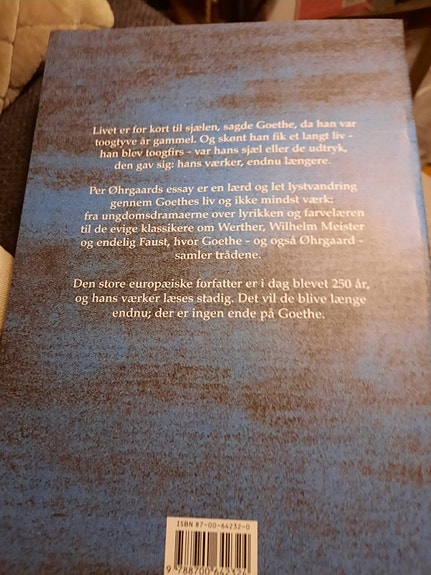 Livet er for kort til sjælen, sagde Goethe, da han var
toogtyve år gammel. Og skønt han fik et langt liv -
han blev toogfirs - var hans sjæl eller de udtryk,
den gav sig: hans værker, endnu længere.
Per Øhrgaards essay er en lærd og let lystvandring
gennem Goethes liv og ikke mindst værk:
fra ungdomsdramaerne over lyrikken og farvelæren
til de evige klassikere om Werther, Wilhelm Meister
og endelig Faust, hvor Goethe - og også Øhrgaard -
samler trådene.
Den store europæiske forfatter er i dag blevet 250 år,
og hans værker læses stadig. Det vil de blive længe
endnu; der er ingen ende på Goethe.
ISBN 87-00-64232-0
9 788700 642324